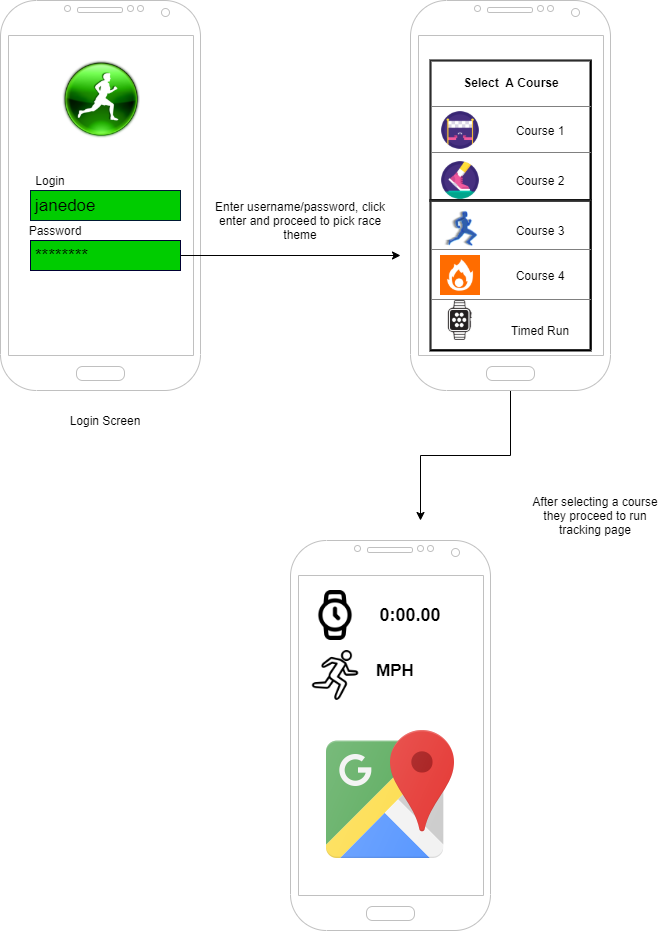 Login
janedoe
Password
********
Login Screen
Enter username/password, click
enter and proceed to pick race
theme
Select A Course
Course 1
Course 2
Course 3
Course 4
Timed Run
After selecting a course
they proceed to run
tracking page
0:00.00
MPH
G